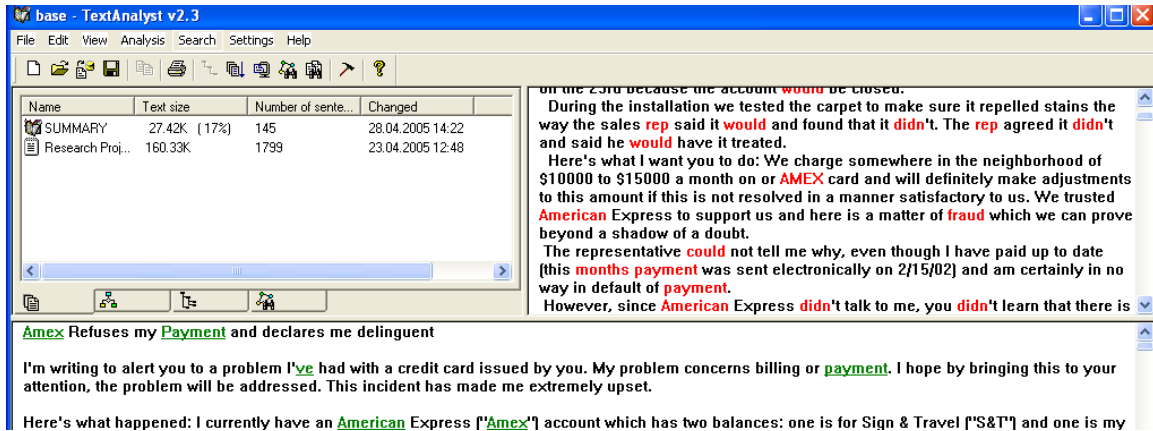 base - TextAnalyst v2.3
File Edit View Analysis Search Settings Help
Name Text size Number of sente... Changed
SUMMARY 27.42K (17%) 145 28.04.2005 14:22
Research Proj... 160.33K 1799 23.04.2005 12:48
on the 23rd because the account would be closed.
During the installation we tested the carpet to make sure it repelled stains the
way the sales rep said it would and found that it didn't. The rep agreed it didn't
and said he would have it treated.
Here's what I want you to do: We charge somewhere in the neighborhood of
$10000 to $15000 a month on or AMEX card and will definitely make adjustments
to this amount if this is not resolved in a manner satisfactory to us. We trusted
American Express to support us and here is a matter of fraud which we can prove
beyond a shadow of a doubt.
The representative could not tell me why, even though I have paid up to date
(this months payment was sent electronically on 2/15/02) and am certainly in no
way in default of payment.
However, since American Express didn't talk to me, you didn't learn that there is
Amex Refuses my Payment and declares me delinguent
I'm writing to alert you to a problem I've had with a credit card issued by you. My problem concerns billing or payment. I hope by bringing this to your
attention, the problem will be addressed. This incident has made me extremely upset.
Here's what happened: I currently have an American Express ("Amex") account which has two balances: one is for Sign & Travel ("S&T") and one is my